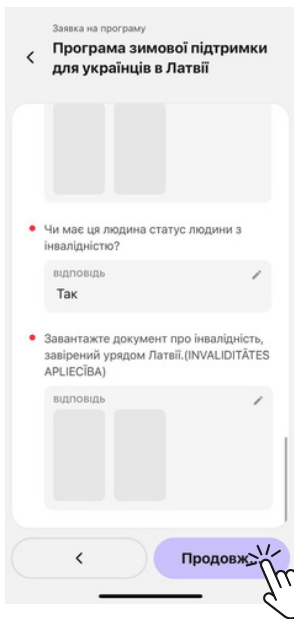 Заявка на програму
Програма зимової підтримки
для українців в Латвії
Чи має ця людина статус людини з
інвалідністю?
ВІДПОВІДЬ
Так
Завантажте документ про інвалідність,
завірений урядом Латвії.(INVALIDITĀTES
APLIECĪBA)
ВІДПОВІДЬ
Продовж